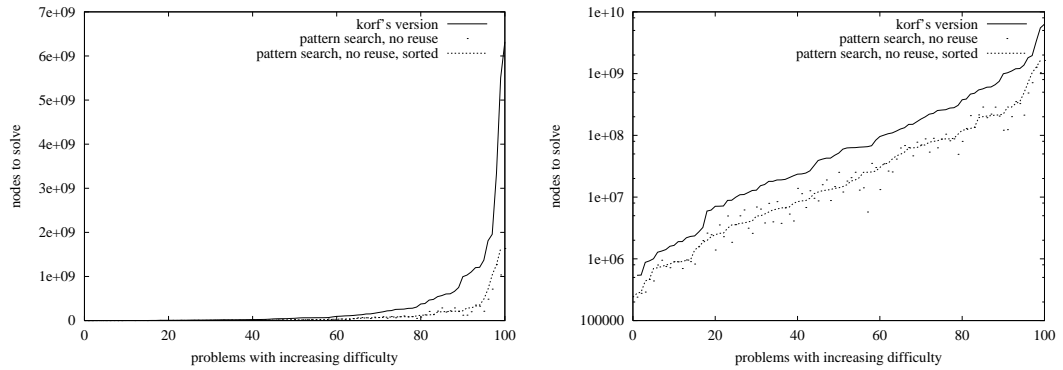 7e+09
6e+09
5e+09
4e+09
3e+09
2e+09
1e+09
0
0 20 40 60 80 100
nodes to solve
problems with increasing difficulty
korf's version
pattern search, no reuse
pattern search, no reuse, sorted
1e+10
1e+09
1e+08
1e+07
1e+06
100000
0 20 40 60 80 100
nodes to solve
problems with increasing difficulty
korf's version
pattern search, no reuse
pattern search, no reuse, sorted